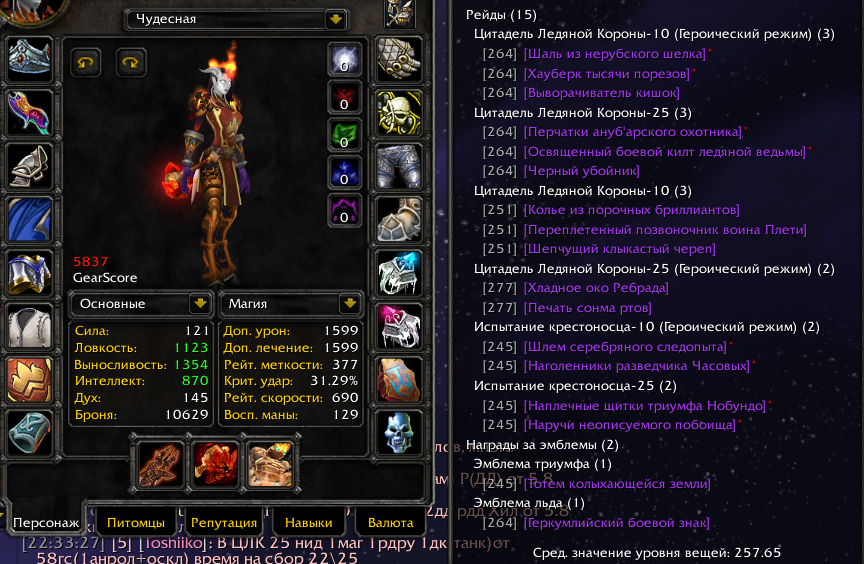 Чудесная
0
0
0
0
0
5837
GearScore
Основные
Магия
Сила: 121
Ловкость: 1123
Выносливость: 1354
Интеллект: 870
Дух: 145
Броня: 10629
Доп. урон: 1599
Доп. лечение: 1599
Рейт. меткости: 377
Крит. удар: 31.29%
Рейт. скорости: 690
Восп. маны: 129
Персонаж
Питомцы
Репутация
Навыки
Валюта
Рейды (15)
Цитадель Ледяной Короны-10 (Героический режим) (3)
[264] [Шаль из нерубского шелка]*
[264] [Хауберк тысячи порезов]*
[264] [Выворачиватель кишок]
Цитадель Ледяной Короны-25 (3)
[264] [Перчатки ануб'арского охотника]*
[264] [Освященный боевой килт ледяной ведьмы]*
[264] [Черный убойник]
Цитадель Ледяной Короны-10 (3)
[251] [Колье из порочных бриллиантов]
[251] [Переплетенный позвоночник воина Плети]
[251] [Шепчущий клыкастый череп]
Цитадель Ледяной Короны-25 (Героический режим) (2)
[277] [Хладное око Ребрада]
[277] [Печать сонма ртов]
Испытание крестоносца-10 (Героический режим) (2)
[245] [Шлем серебряного следопыта]*
[245] [Наголенники разведчика Часовых]*
Испытание крестоносца-25 (2)
[245] [Наплечные щитки триумфа Нобундо]*
[245] [Наручи неописуемого побоища]*
Награды за эмблемы (2)
Эмблема триумфа (1)
[245] [Тотем колыхающейся земли]
Эмблема льда (1)
[264] [Геркумлийский боевой знак]
Сред. значение уровня вещей: 257.65
Р(ДД) от 5.8
2дд рдд Хил от 5.8
[22:33:27] [5] [Toshiiko]: В ЦЛК 25 нид 1маг 1рдру 1дк(танк)от
58гс(1анрол+оскл) время на сбор 22\25